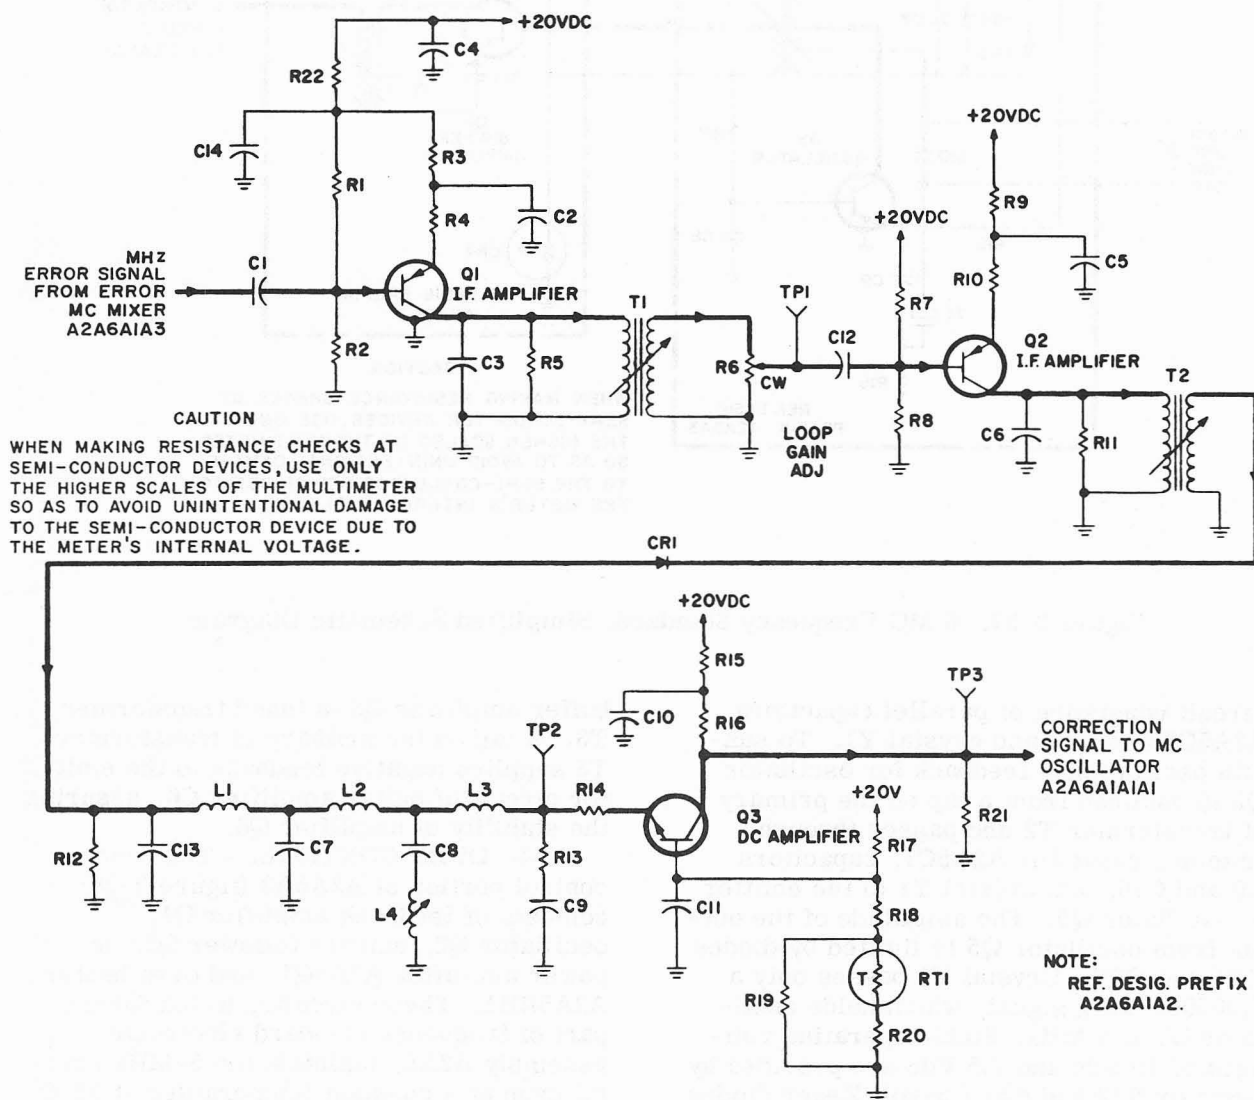 +20VDC
C4
R22
C14
R3
R1
R4
C2
+20VDC
R9
+20VDC
R10
C5
MHz
ERROR SIGNAL
FROM ERROR
MC MIXER
A2A6A1A3
C1
Q1
I.F. AMPLIFIER
T1
TP1
R7
C12
Q2
I.F. AMPLIFIER
T2
R2
C3
R5
R6
CW
LOOP
GAIN
ADJ
R8
C6
R11
CAUTION
WHEN MAKING RESISTANCE CHECKS AT
SEMI-CONDUCTOR DEVICES, USE ONLY
THE HIGHER SCALES OF THE MULTIMETER
SO AS TO AVOID UNINTENTIONAL DAMAGE
TO THE SEMI-CONDUCTOR DEVICE DUE TO
THE METER'S INTERNAL VOLTAGE.
CR1
+20VDC
R15
C10
R16
TP3
CORRECTION
SIGNAL TO MC
OSCILLATOR
A2A6A1A1A1
TP2
L1
L2
L3
R14
Q3
DC AMPLIFIER
+20V
R21
R12
C13
C7
C8
R13
R17
L4
C9
C11
R18
R19
RT1
R20
NOTE:
REF. DESIG. PREFIX
A2A6A1A2.